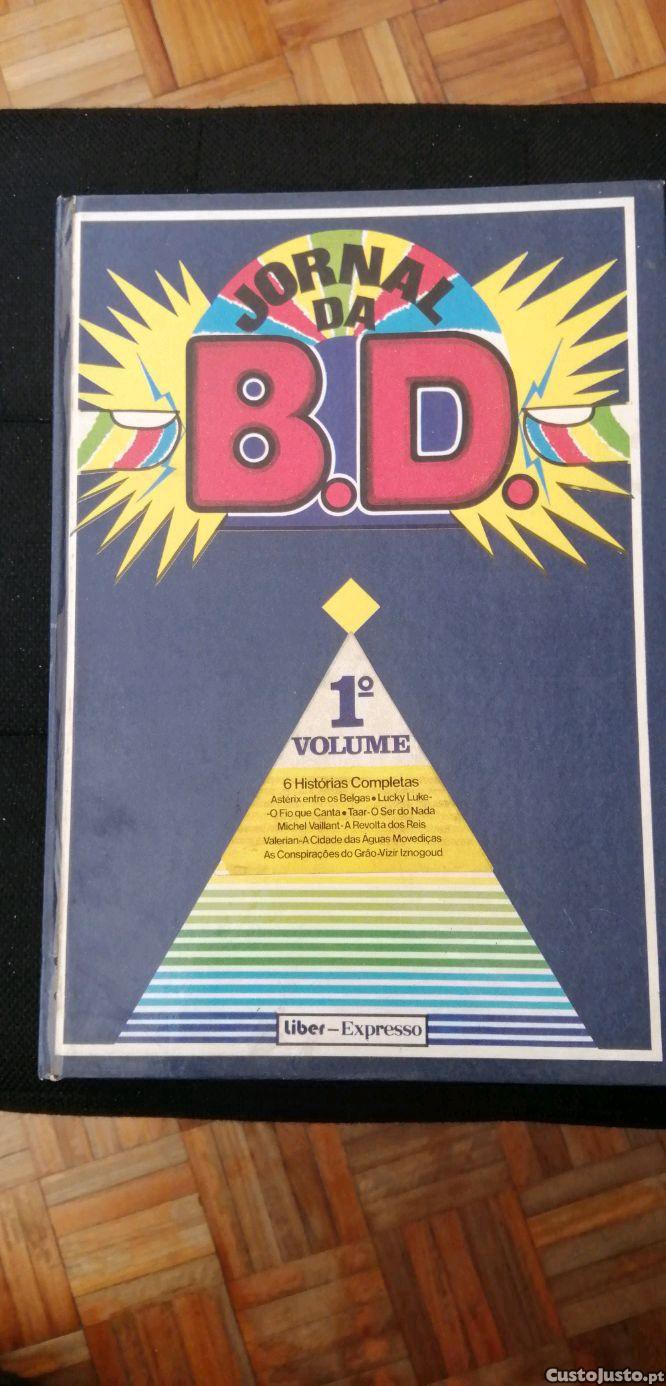 JORNAL
DA
B.D.
1º
VOLUME
6 Histórias Completas
Astérix entre os Belgas • Lucky Luke-
-O Fio que Canta • Taar-O Ser do Nada
Michel Vaillant-A Revolta dos Reis
Valerian-A Cidade das Águas Movediças
As Conspirações do Grão-Vizir Iznogoud
Liber – Expresso
CustoJusto.pt